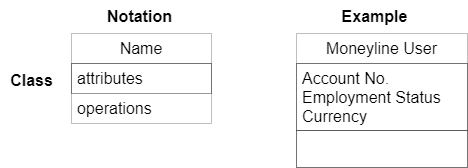 Notation
Example
Name
Moneyline User
Class
attributes
operations
Account No.
Employment Status
Currency